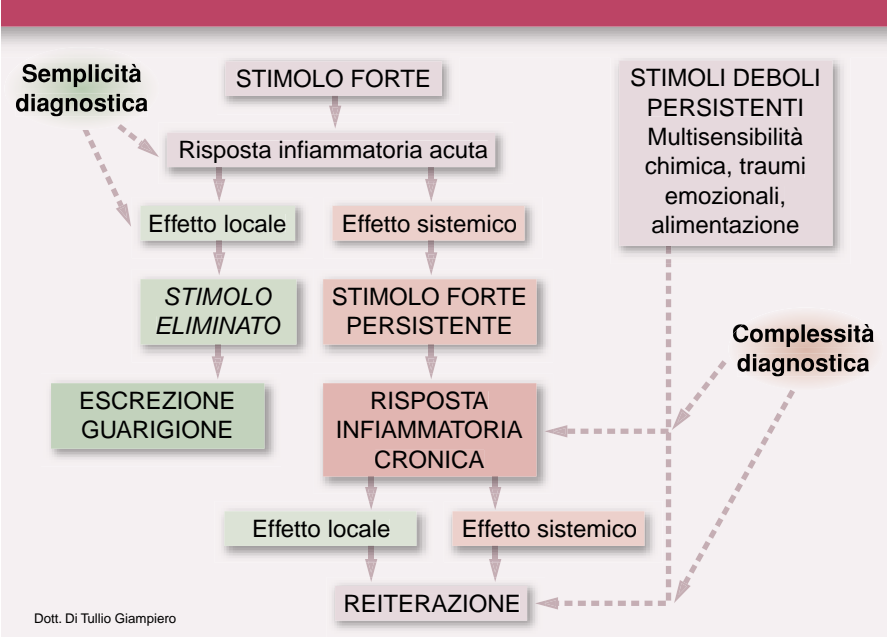 Semplicità
diagnostica
STIMOLO FORTE
Risposta infiammatoria acuta
Effetto locale
Effetto sistemico
STIMOLO
ELIMINATO
STIMOLO FORTE
PERSISTENTE
ESCREZIONE
GUARIGIONE
RISPOSTA
INFIAMMATORIA
CRONICA
Effetto locale
Effetto sistemico
REITERAZIONE
STIMOLI DEBOLI
PERSISTENTI
Multisensibilità
chimica, traumi
emozionali,
alimentazione
Complessità
diagnostica
Dott. Di Tullio Giampiero